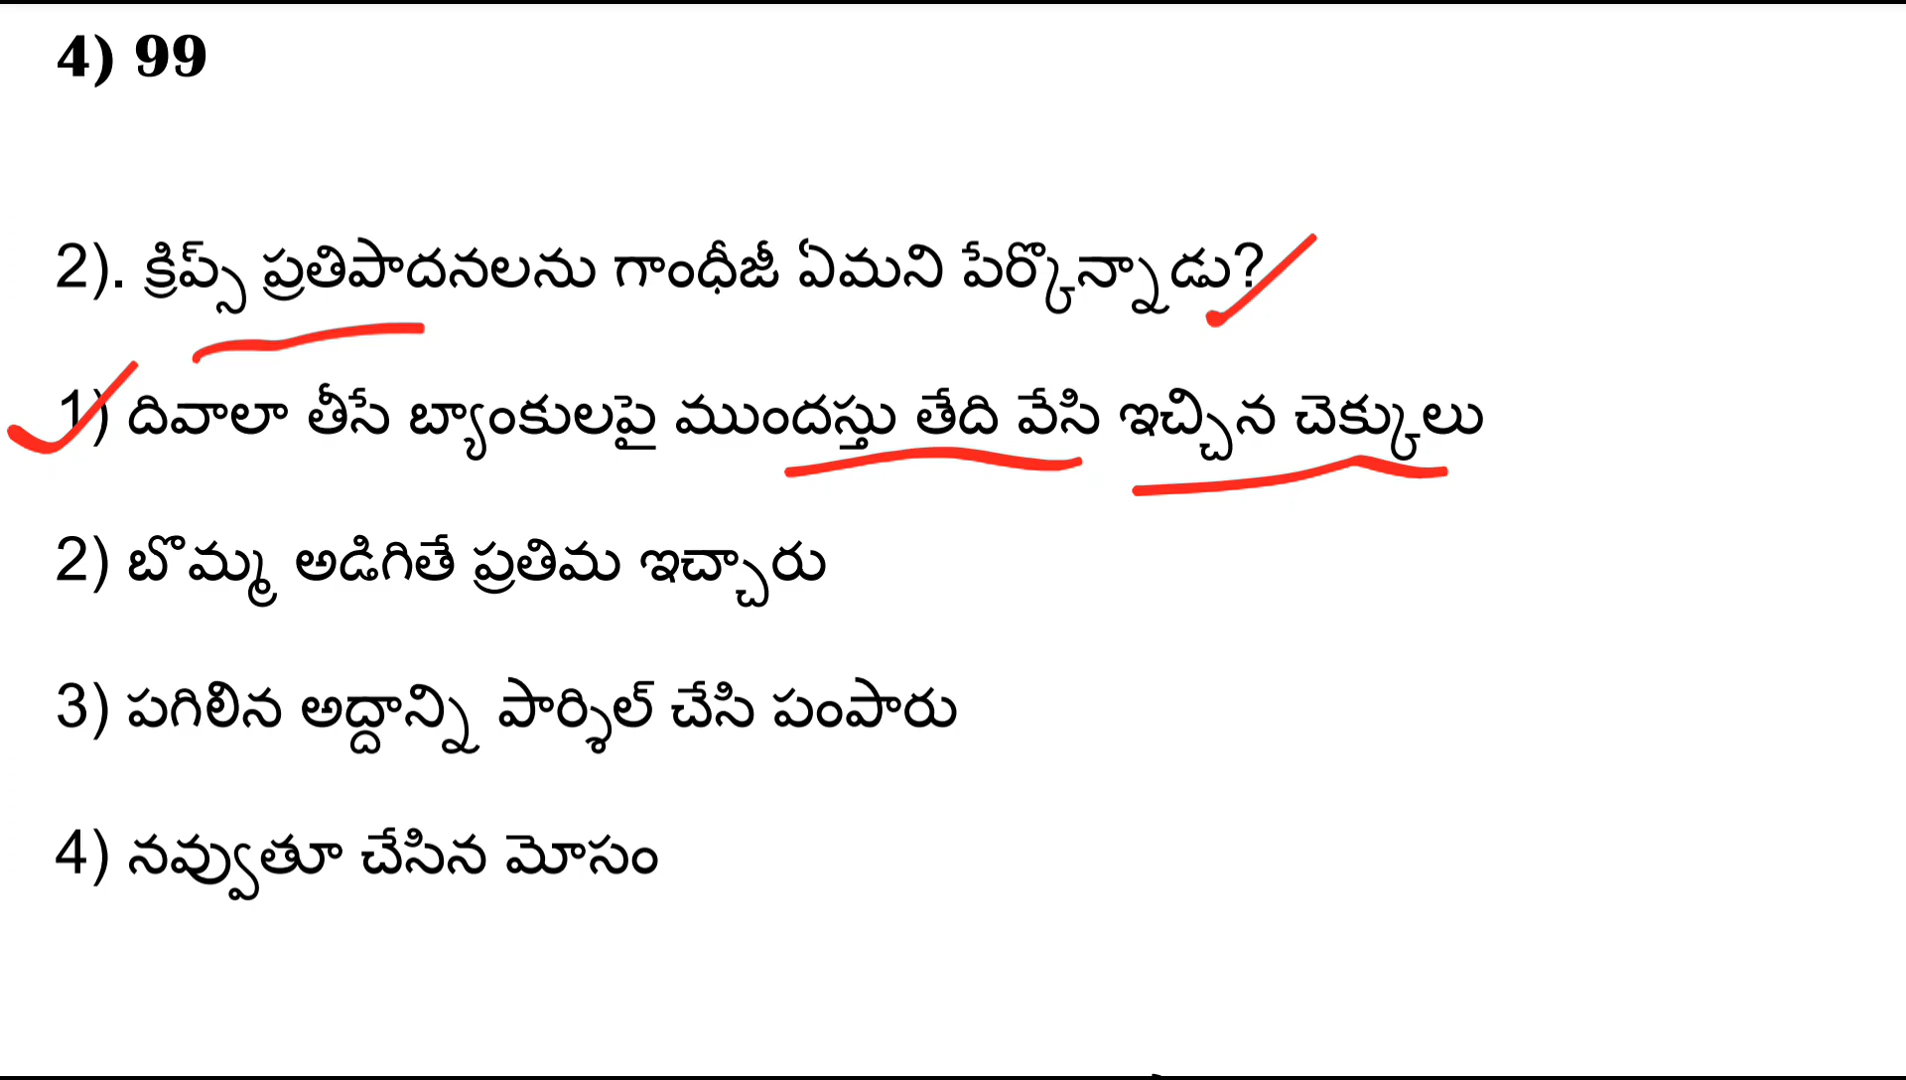 4) 99
2). క్రిప్స్ ప్రతిపాదనలను గాంధీజీ ఏమని పేర్కొన్నాడు?
1) దివాలా తీసే బ్యాంకులపై ముందస్తు తేది వేసి ఇచ్చిన చెక్కులు
2) బొమ్మ అడిగితే ప్రతిమ ఇచ్చారు
3) పగిలిన అద్దాన్ని పార్శిల్ చేసి పంపారు
4) నవ్వుతూ చేసిన మోసం